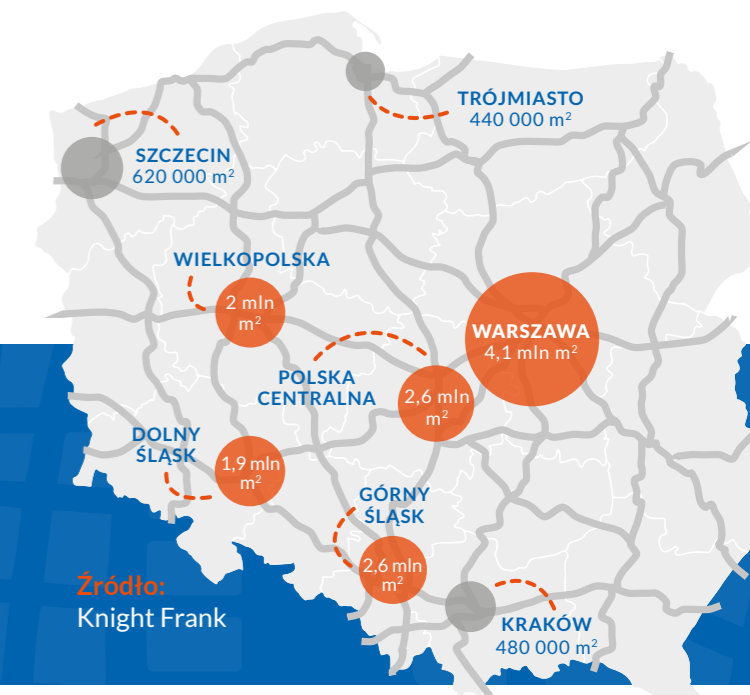 TRÓJMIASTO
440 000 m²
SZCZECIN
620 000 m²
WIELKOPOLSKA
2 mln
m²
WARSZAWA
4,1 mln m²
POLSKA
CENTRALNA
2,6 mln
m²
DOLNY
ŚLĄSK
1,9 mln
m²
GÓRNY
ŚLĄSK
2,6 mln
m²
Źródło:
Knight Frank
KRAKÓW
480 000 m²